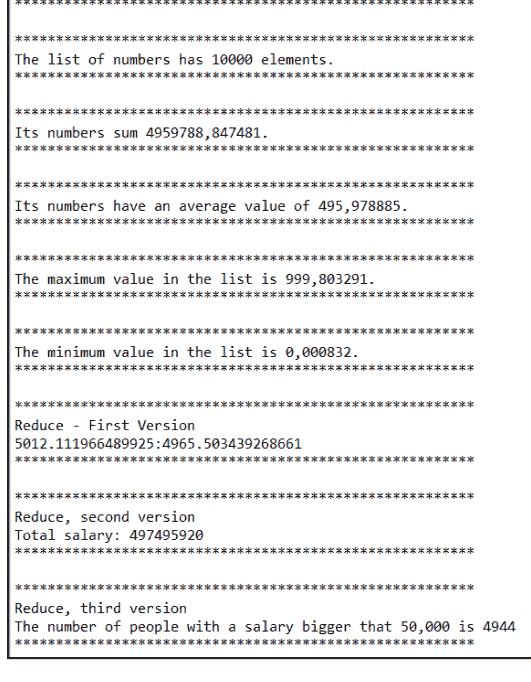 ********************************************************
********************************************************
The list of numbers has 10000 elements.
********************************************************
********************************************************
Its numbers sum 4959788,847481.
********************************************************
********************************************************
Its numbers have an average value of 495,978885.
********************************************************
********************************************************
The maximum value in the list is 999,803291.
********************************************************
********************************************************
The minimum value in the list is 0,000832.
********************************************************
********************************************************
Reduce - First Version
5012.111966489925:4965.503439268661
********************************************************
********************************************************
Reduce, second version
Total salary: 497495920
********************************************************
********************************************************
Reduce, third version
The number of people with a salary bigger that 50,000 is 4944
********************************************************